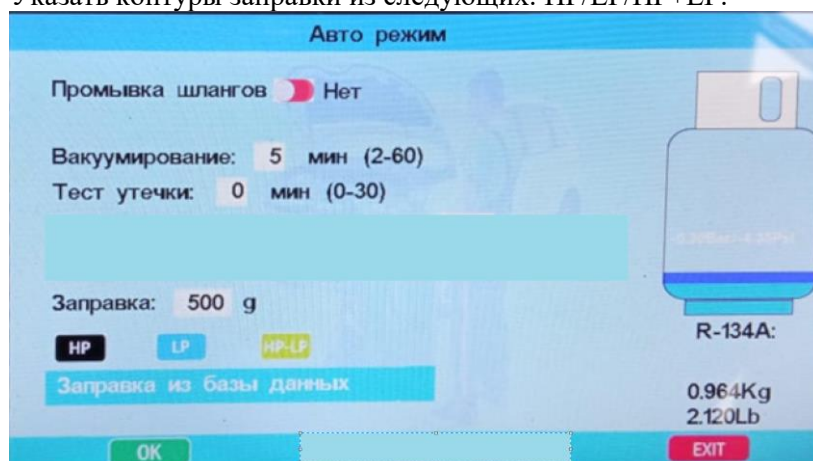 Указать контуры заправки из следующих: HP/LP/HP+LP.
Авто режим
Промывка шлангов Нет
Вакуумирование: 5 мин (2-60)
Тест утечки: 0 мин (0-30)
Заправка: 500 g
HP LP HP-LP
Заправка из базы данных
R-134A:
0.964Kg
2.120Lb
OK EXIT